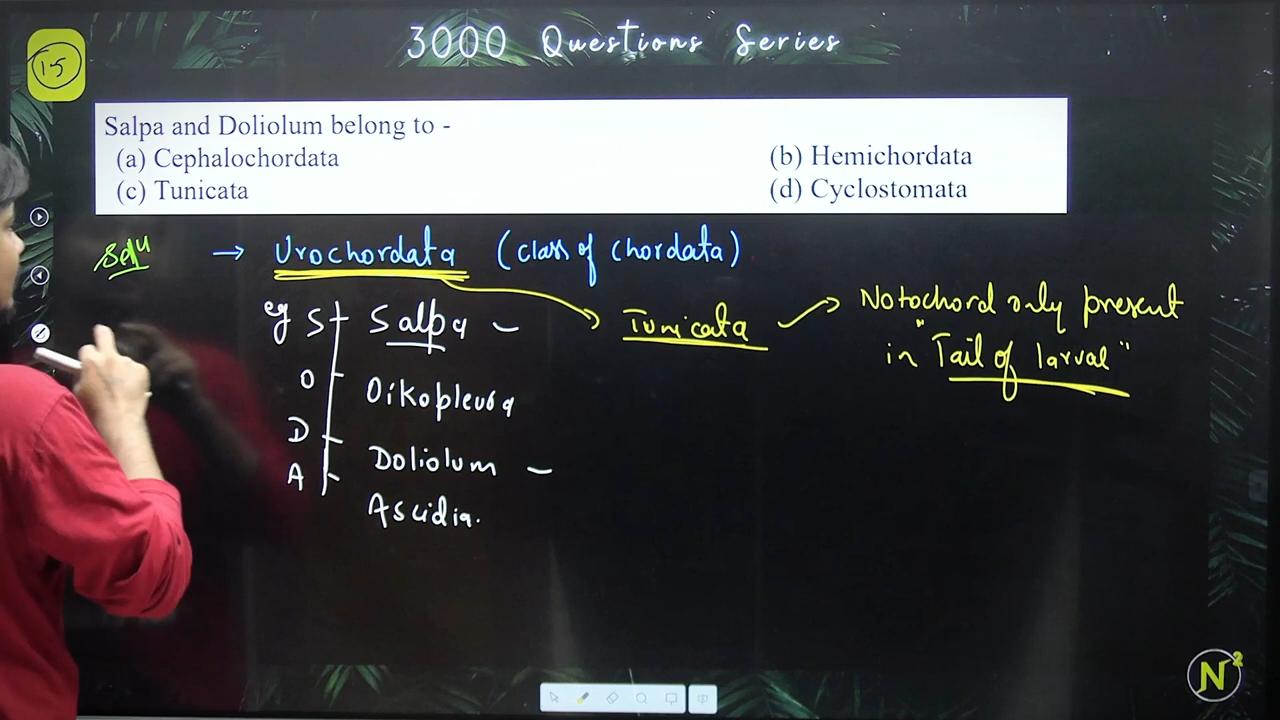 3000 Questions Series
15
Salpa and Doliolum belong to -
(a) Cephalochordata (b) Hemichordata
(c) Tunicata (d) Cyclostomata
Solⁿ → Urochordata (class of chordata)
eg S Salpa –
Tunicata
Notochord only present
in "Tail of larval"
O Oikopleura
D Doliolum –
A Ascidia.
N²